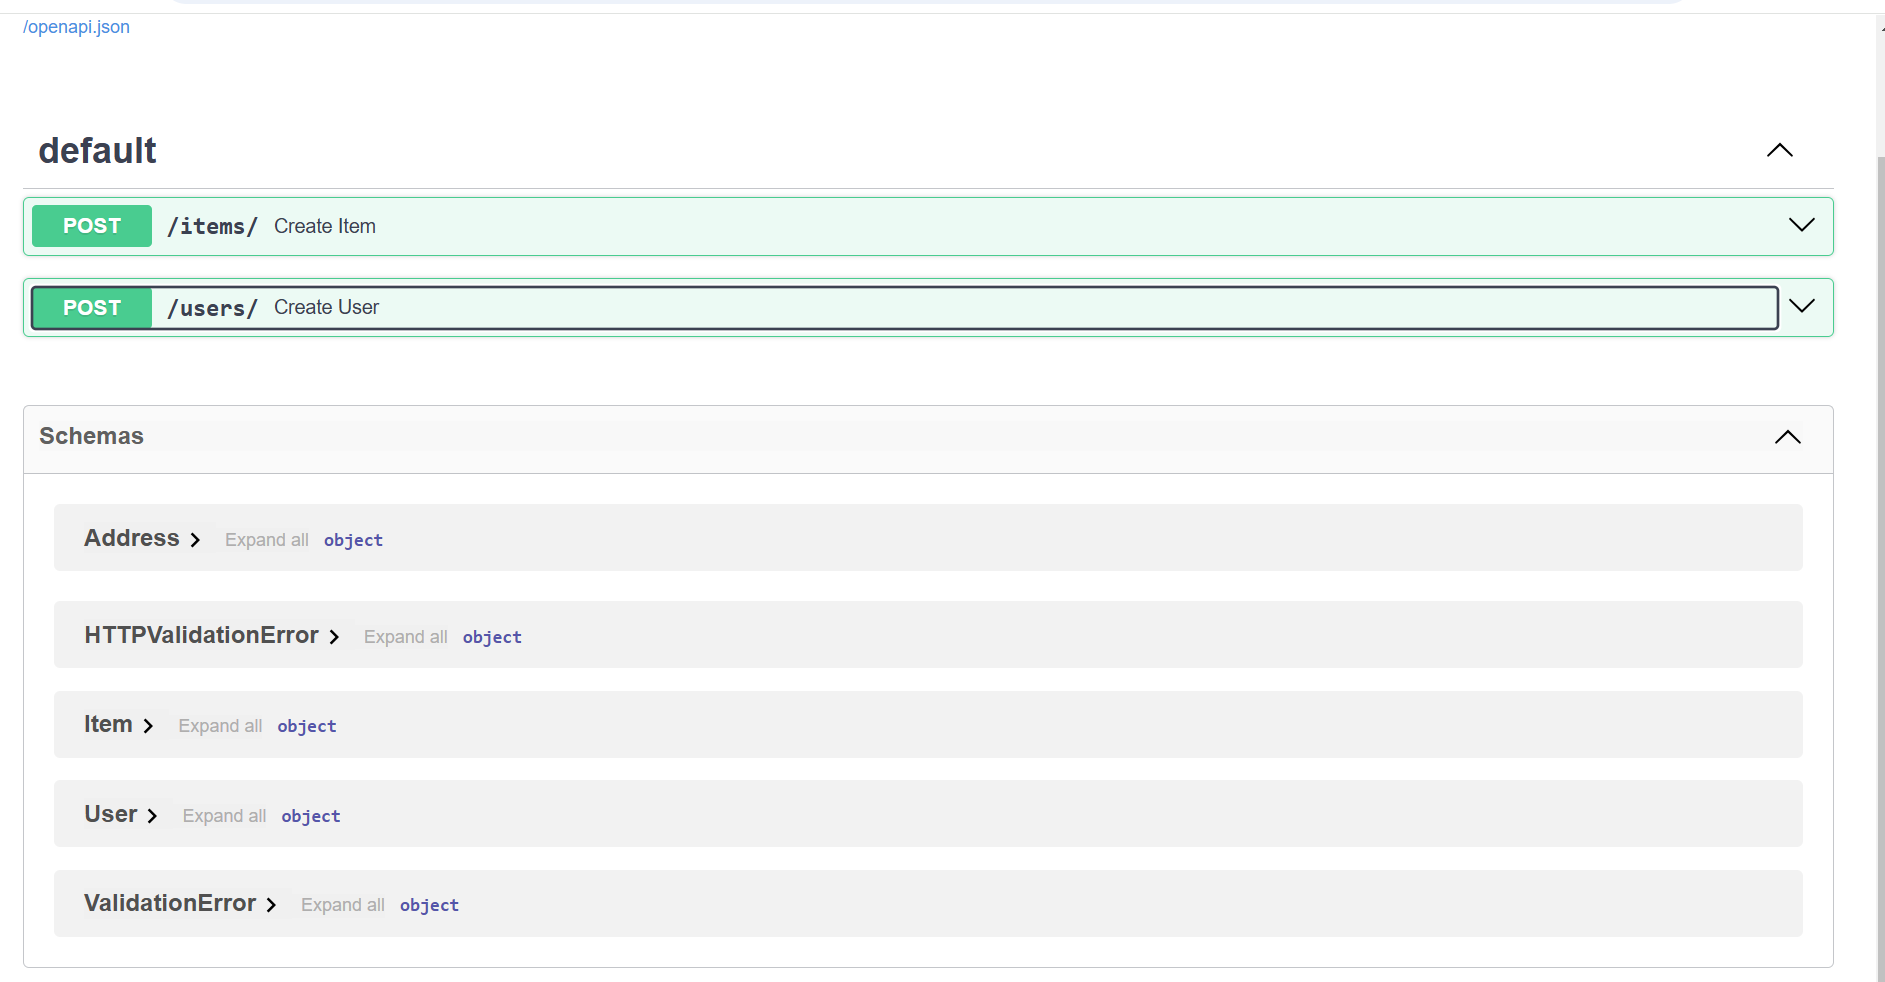 /openapi.json
default
POST /items/ Create Item
POST /users/ Create User
Schemas
Address Expand all object
HTTPValidationError Expand all object
Item Expand all object
User Expand all object
ValidationError Expand all object